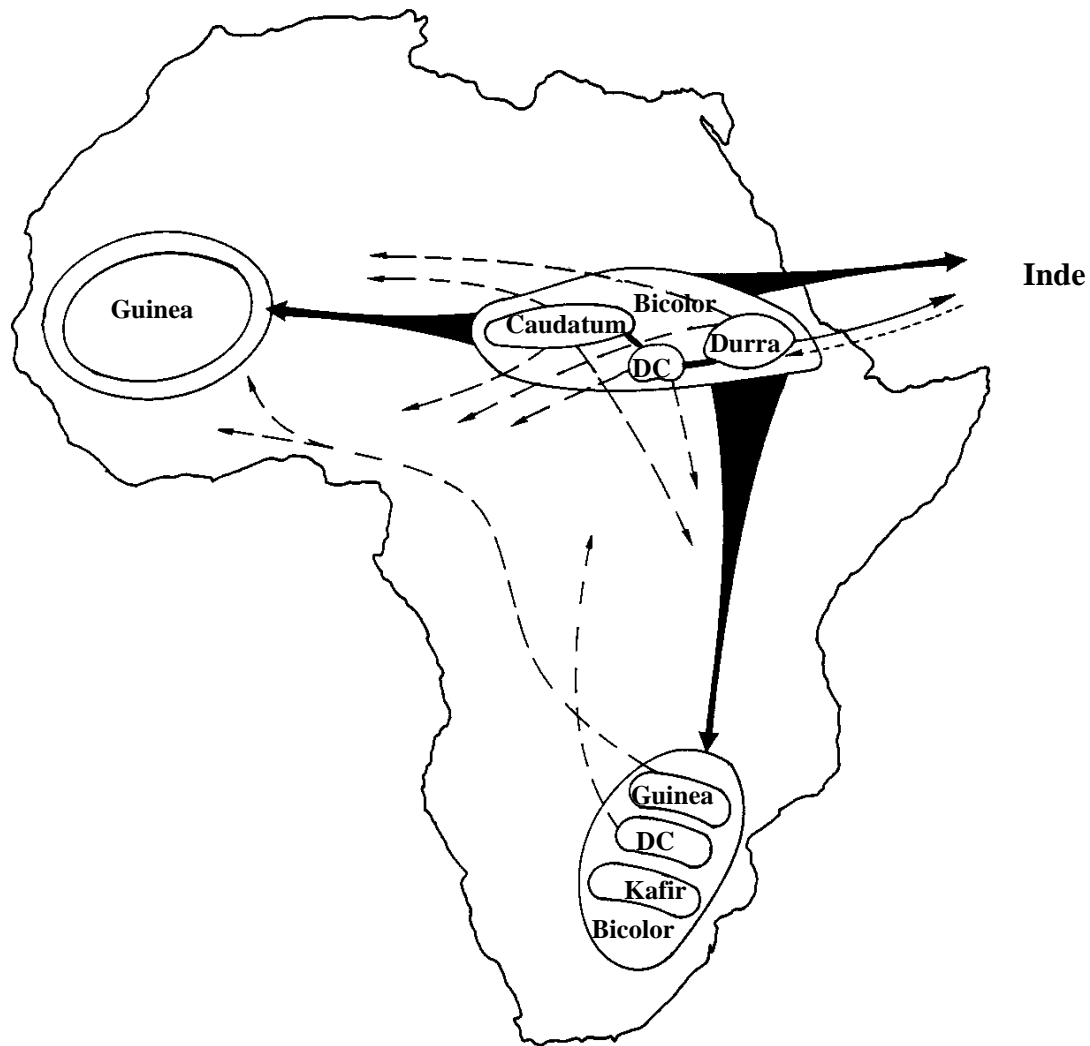 Inde
Bicolor
Guinea
Caudatum
Durra
DC
Guinea
DC
Kafir
Bicolor